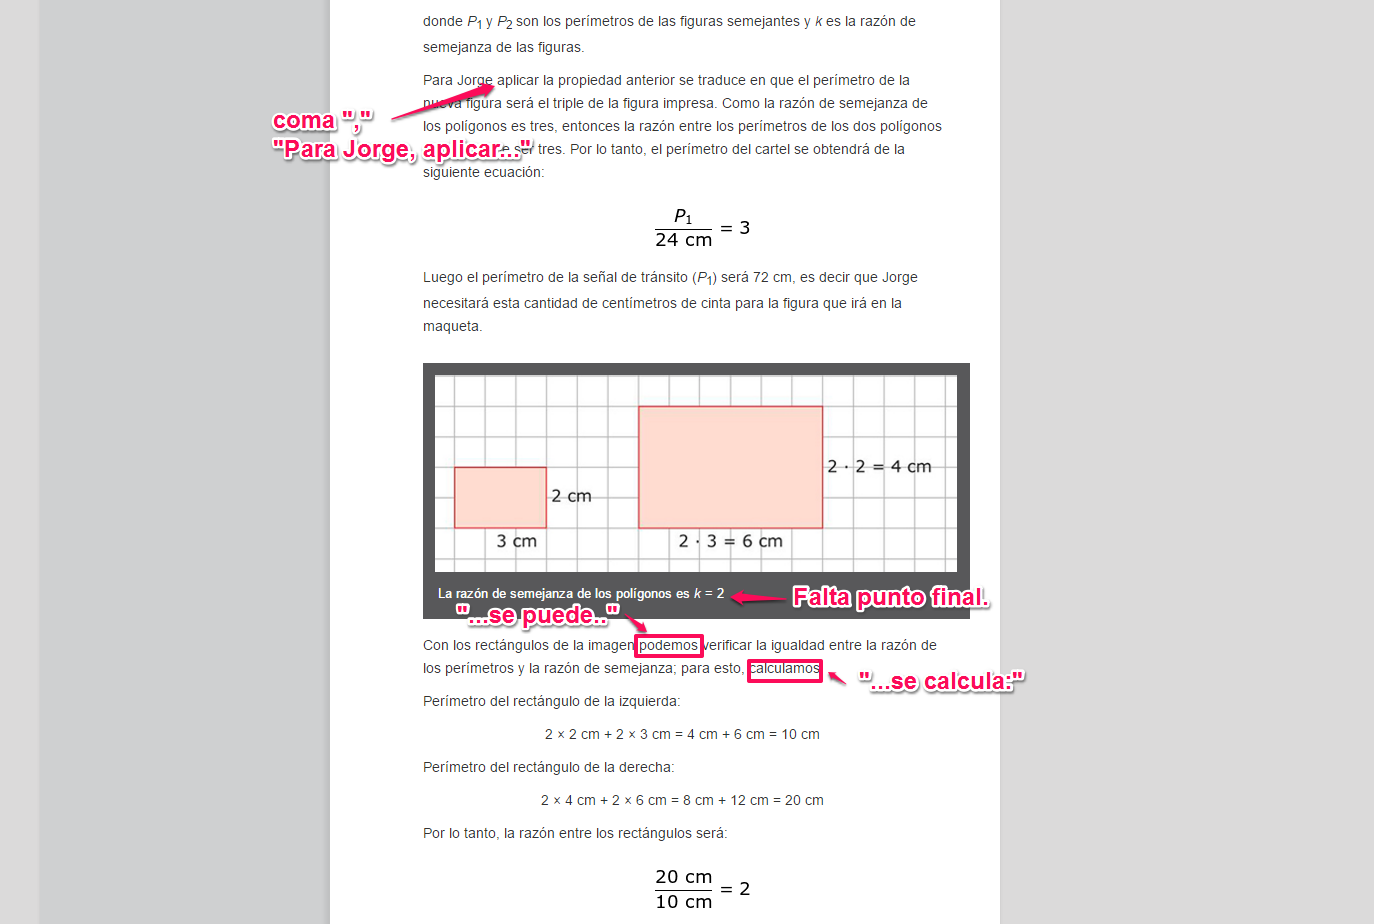 donde P1 y P2 son los perímetros de las figuras semejantes y k es la razón de
semejanza de las figuras.
Para Jorge aplicar la propiedad anterior se traduce en que el perímetro de la
nueva figura será el triple de la figura impresa. Como la razón de semejanza de
coma ","
los polígonos es tres, entonces la razón entre los perímetros de los dos polígonos
"Para Jorge, aplicar..."
ser tres. Por lo tanto, el perímetro del cartel se obtendrá de la
siguiente ecuación:
P1
24 cm = 3
Luego el perímetro de la señal de tránsito (P1) será 72 cm, es decir que Jorge
necesitará esta cantidad de centímetros de cinta para la figura que irá en la
maqueta.
2 · 2 = 4 cm
2 cm
3 cm
2 · 3 = 6 cm
La razón de semejanza de los polígonos es k = 2
Falta punto final.
"...se puede.."
Con los rectángulos de la imagen podemos verificar la igualdad entre la razón de
los perímetros y la razón de semejanza; para esto, calculamos
"...se calcula:"
Perímetro del rectángulo de la izquierda:
2 × 2 cm + 2 × 3 cm = 4 cm + 6 cm = 10 cm
Perímetro del rectángulo de la derecha:
2 × 4 cm + 2 × 6 cm = 8 cm + 12 cm = 20 cm
Por lo tanto, la razón entre los rectángulos será:
20 cm
10 cm = 2